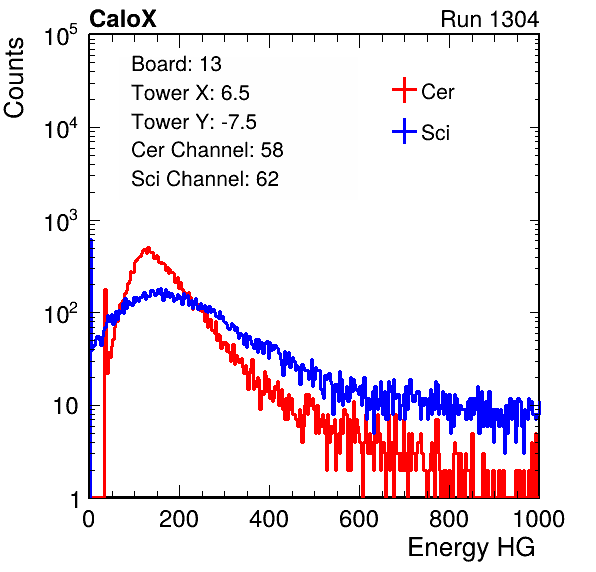 CaloX Run 1304
Counts
10^5
10^4
10^3
10^2
10
1
Board: 13
Tower X: 6.5
Tower Y: -7.5
Cer Channel: 58
Sci Channel: 62
Cer
Sci
0 200 400 600 800 1000
Energy HG